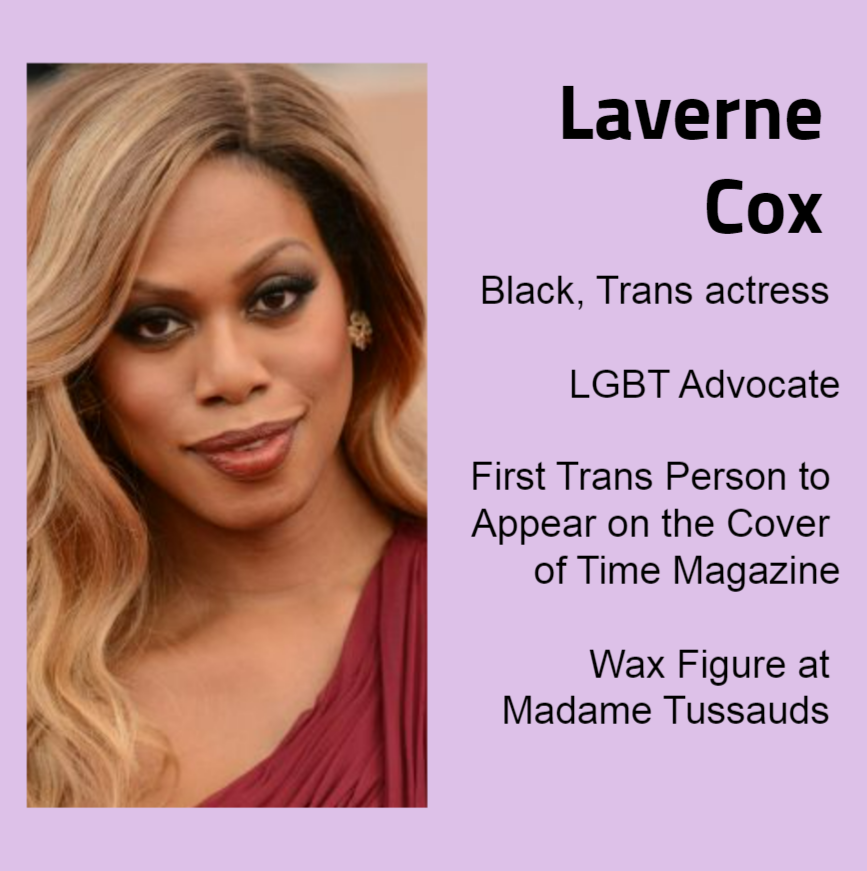 Laverne
Cox
Black, Trans actress
LGBT Advocate
First Trans Person to
Appear on the Cover
of Time Magazine
Wax Figure at
Madame Tussauds